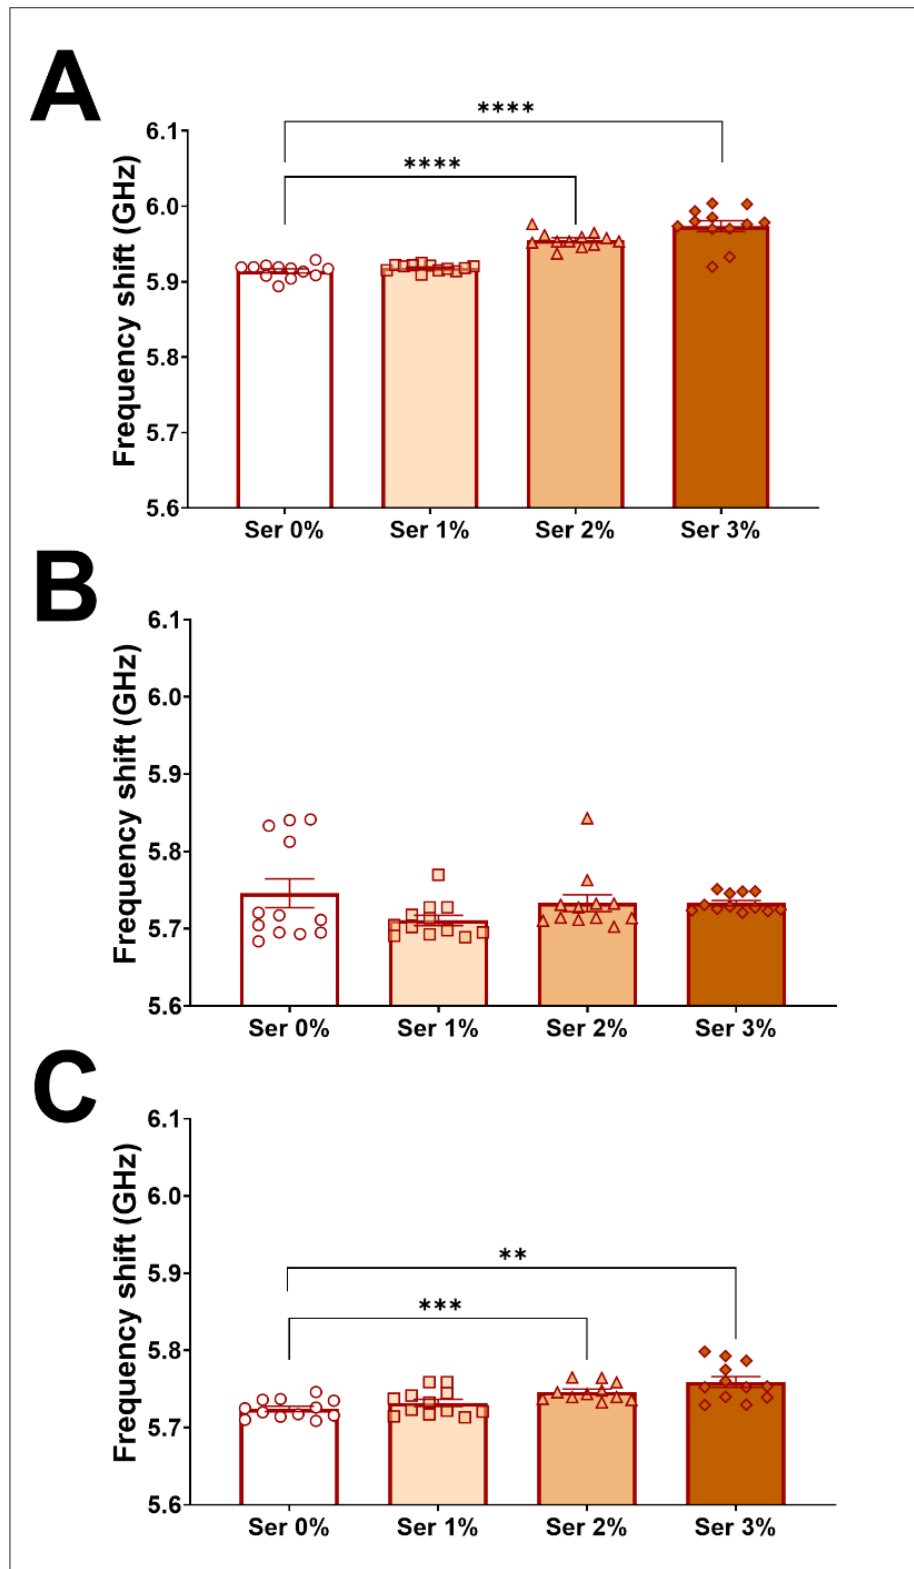 A
Frequency shift (GHz)
6.1
6.0
5.9
5.8
5.7
5.6
****
****
Ser 0% Ser 1% Ser 2% Ser 3%
B
Frequency shift (GHz)
6.1
6.0
5.9
5.8
5.7
5.6
Ser 0% Ser 1% Ser 2% Ser 3%
C
Frequency shift (GHz)
6.1
6.0
5.9
5.8
5.7
5.6
**
***
Ser 0% Ser 1% Ser 2% Ser 3%